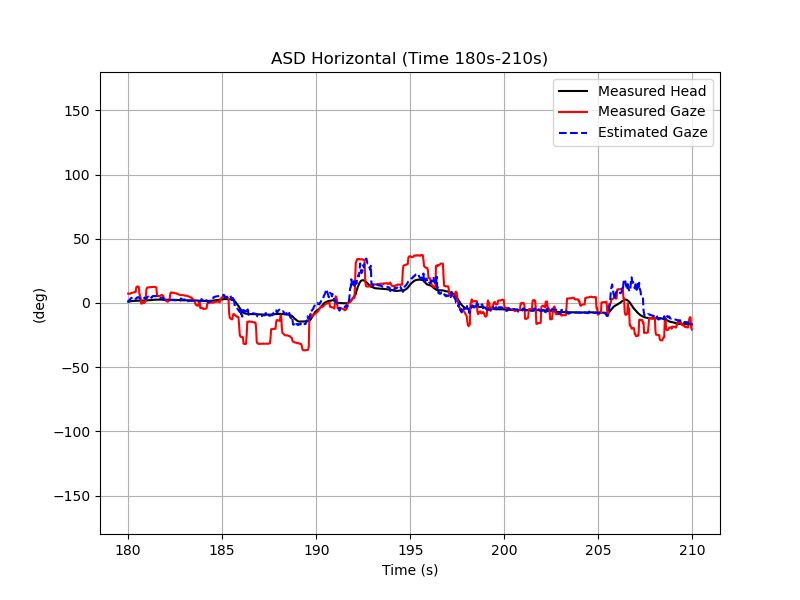 ASD Horizontal (Time 180s-210s)
Measured Head
Measured Gaze
Estimated Gaze
150
100
50
0
−50
−100
−150
(deg)
180 185 190 195 200 205 210
Time (s)